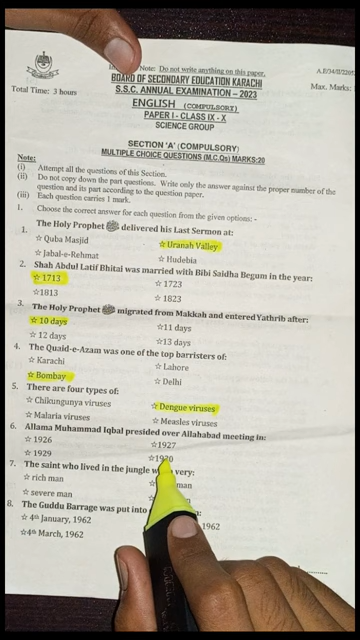 Note: Do not write anything on this paper.
BOARD OF SECONDARY EDUCATION KARACHI
Total Time: 3 hours
S.S.C. ANNUAL EXAMINATION – 2023
Max. Marks:
ENGLISH (COMPULSORY)
PAPER I - CLASS IX - X
SCIENCE GROUP
SECTION 'A' (COMPULSORY)
MULTIPLE CHOICE QUESTIONS (M.C.Qs) MARKS:20
Note:
(i) Attempt all the questions of this Section.
(ii) Do not copy down the part questions. Write only the answer against the proper number of the
question and its part according to the question paper.
(iii) Each question carries 1 mark.
1. Choose the correct answer for each question from the given options: -
1. The Holy Prophet ﷺ delivered his Last Sermon at:
☆ Quba Masjid ☆ Uranah Valley
☆ Jabal-e-Rehmat ☆ Hudebia
2. Shah Abdul Latif Bhitai was married with Bibi Saidha Begum in the year:
☆ 1713 ☆ 1723
☆1813 ☆ 1823
3. The Holy Prophet ﷺ migrated from Makkah and entered Yathrib after:
☆ 10 days ☆11 days
☆ 12 days ☆13 days
4. The Quaid-e-Azam was one of the top barristers of:
☆ Karachi ☆ Lahore
☆ Bombay ☆ Delhi
5. There are four types of:
☆ Chikungunya viruses ☆ Dengue viruses
☆ Malaria viruses ☆ Measles viruses
6. Allama Muhammad Iqbal presided over Allahabad meeting in:
☆ 1926 ☆1927
☆ 1929 ☆1930
7. The saint who lived in the jungle very:
☆ rich man ☆ man
☆ severe man ☆
8. The Guddu Barrage was put into
☆ 4th January, 1962 1962
☆4th March, 1962